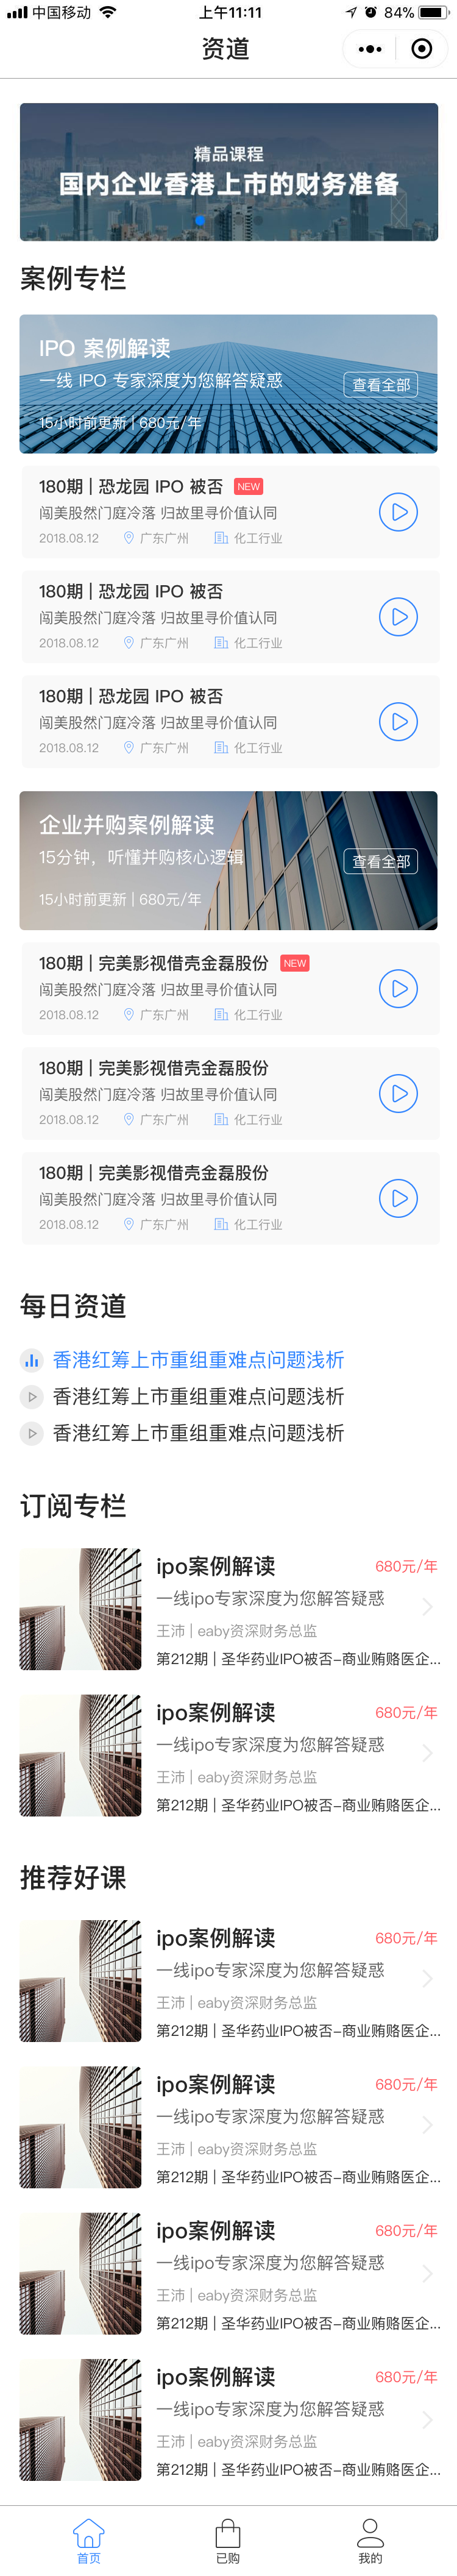 中国移动 上午11:11 84%
资道
精品课程
国内企业香港上市的财务准备
案例专栏
IPO 案例解读
一线 IPO 专家深度为您解答疑惑
查看全部
15小时前更新 | 680元/年
180期 | 恐龙园 IPO 被否 NEW
闯美股然门庭冷落 归故里寻价值认同
2018.08.12 广东广州 化工行业
180期 | 恐龙园 IPO 被否
闯美股然门庭冷落 归故里寻价值认同
2018.08.12 广东广州 化工行业
180期 | 恐龙园 IPO 被否
闯美股然门庭冷落 归故里寻价值认同
2018.08.12 广东广州 化工行业
企业并购案例解读
15分钟，听懂并购核心逻辑
查看全部
15小时前更新 | 680元/年
180期 | 完美影视借壳金磊股份 NEW
闯美股然门庭冷落 归故里寻价值认同
2018.08.12 广东广州 化工行业
180期 | 完美影视借壳金磊股份
闯美股然门庭冷落 归故里寻价值认同
2018.08.12 广东广州 化工行业
180期 | 完美影视借壳金磊股份
闯美股然门庭冷落 归故里寻价值认同
2018.08.12 广东广州 化工行业
每日资道
香港红筹上市重组重难点问题浅析
香港红筹上市重组重难点问题浅析
香港红筹上市重组重难点问题浅析
订阅专栏
ipo案例解读 680元/年
一线ipo专家深度为您解答疑惑
王沛 | eaby资深财务总监
第212期 | 圣华药业IPO被否-商业贿赂医企...
ipo案例解读 680元/年
一线ipo专家深度为您解答疑惑
王沛 | eaby资深财务总监
第212期 | 圣华药业IPO被否-商业贿赂医企...
推荐好课
ipo案例解读 680元/年
一线ipo专家深度为您解答疑惑
王沛 | eaby资深财务总监
第212期 | 圣华药业IPO被否-商业贿赂医企...
ipo案例解读 680元/年
一线ipo专家深度为您解答疑惑
王沛 | eaby资深财务总监
第212期 | 圣华药业IPO被否-商业贿赂医企...
ipo案例解读 680元/年
一线ipo专家深度为您解答疑惑
王沛 | eaby资深财务总监
第212期 | 圣华药业IPO被否-商业贿赂医企...
ipo案例解读 680元/年
一线ipo专家深度为您解答疑惑
王沛 | eaby资深财务总监
第212期 | 圣华药业IPO被否-商业贿赂医企...
首页 已购 我的